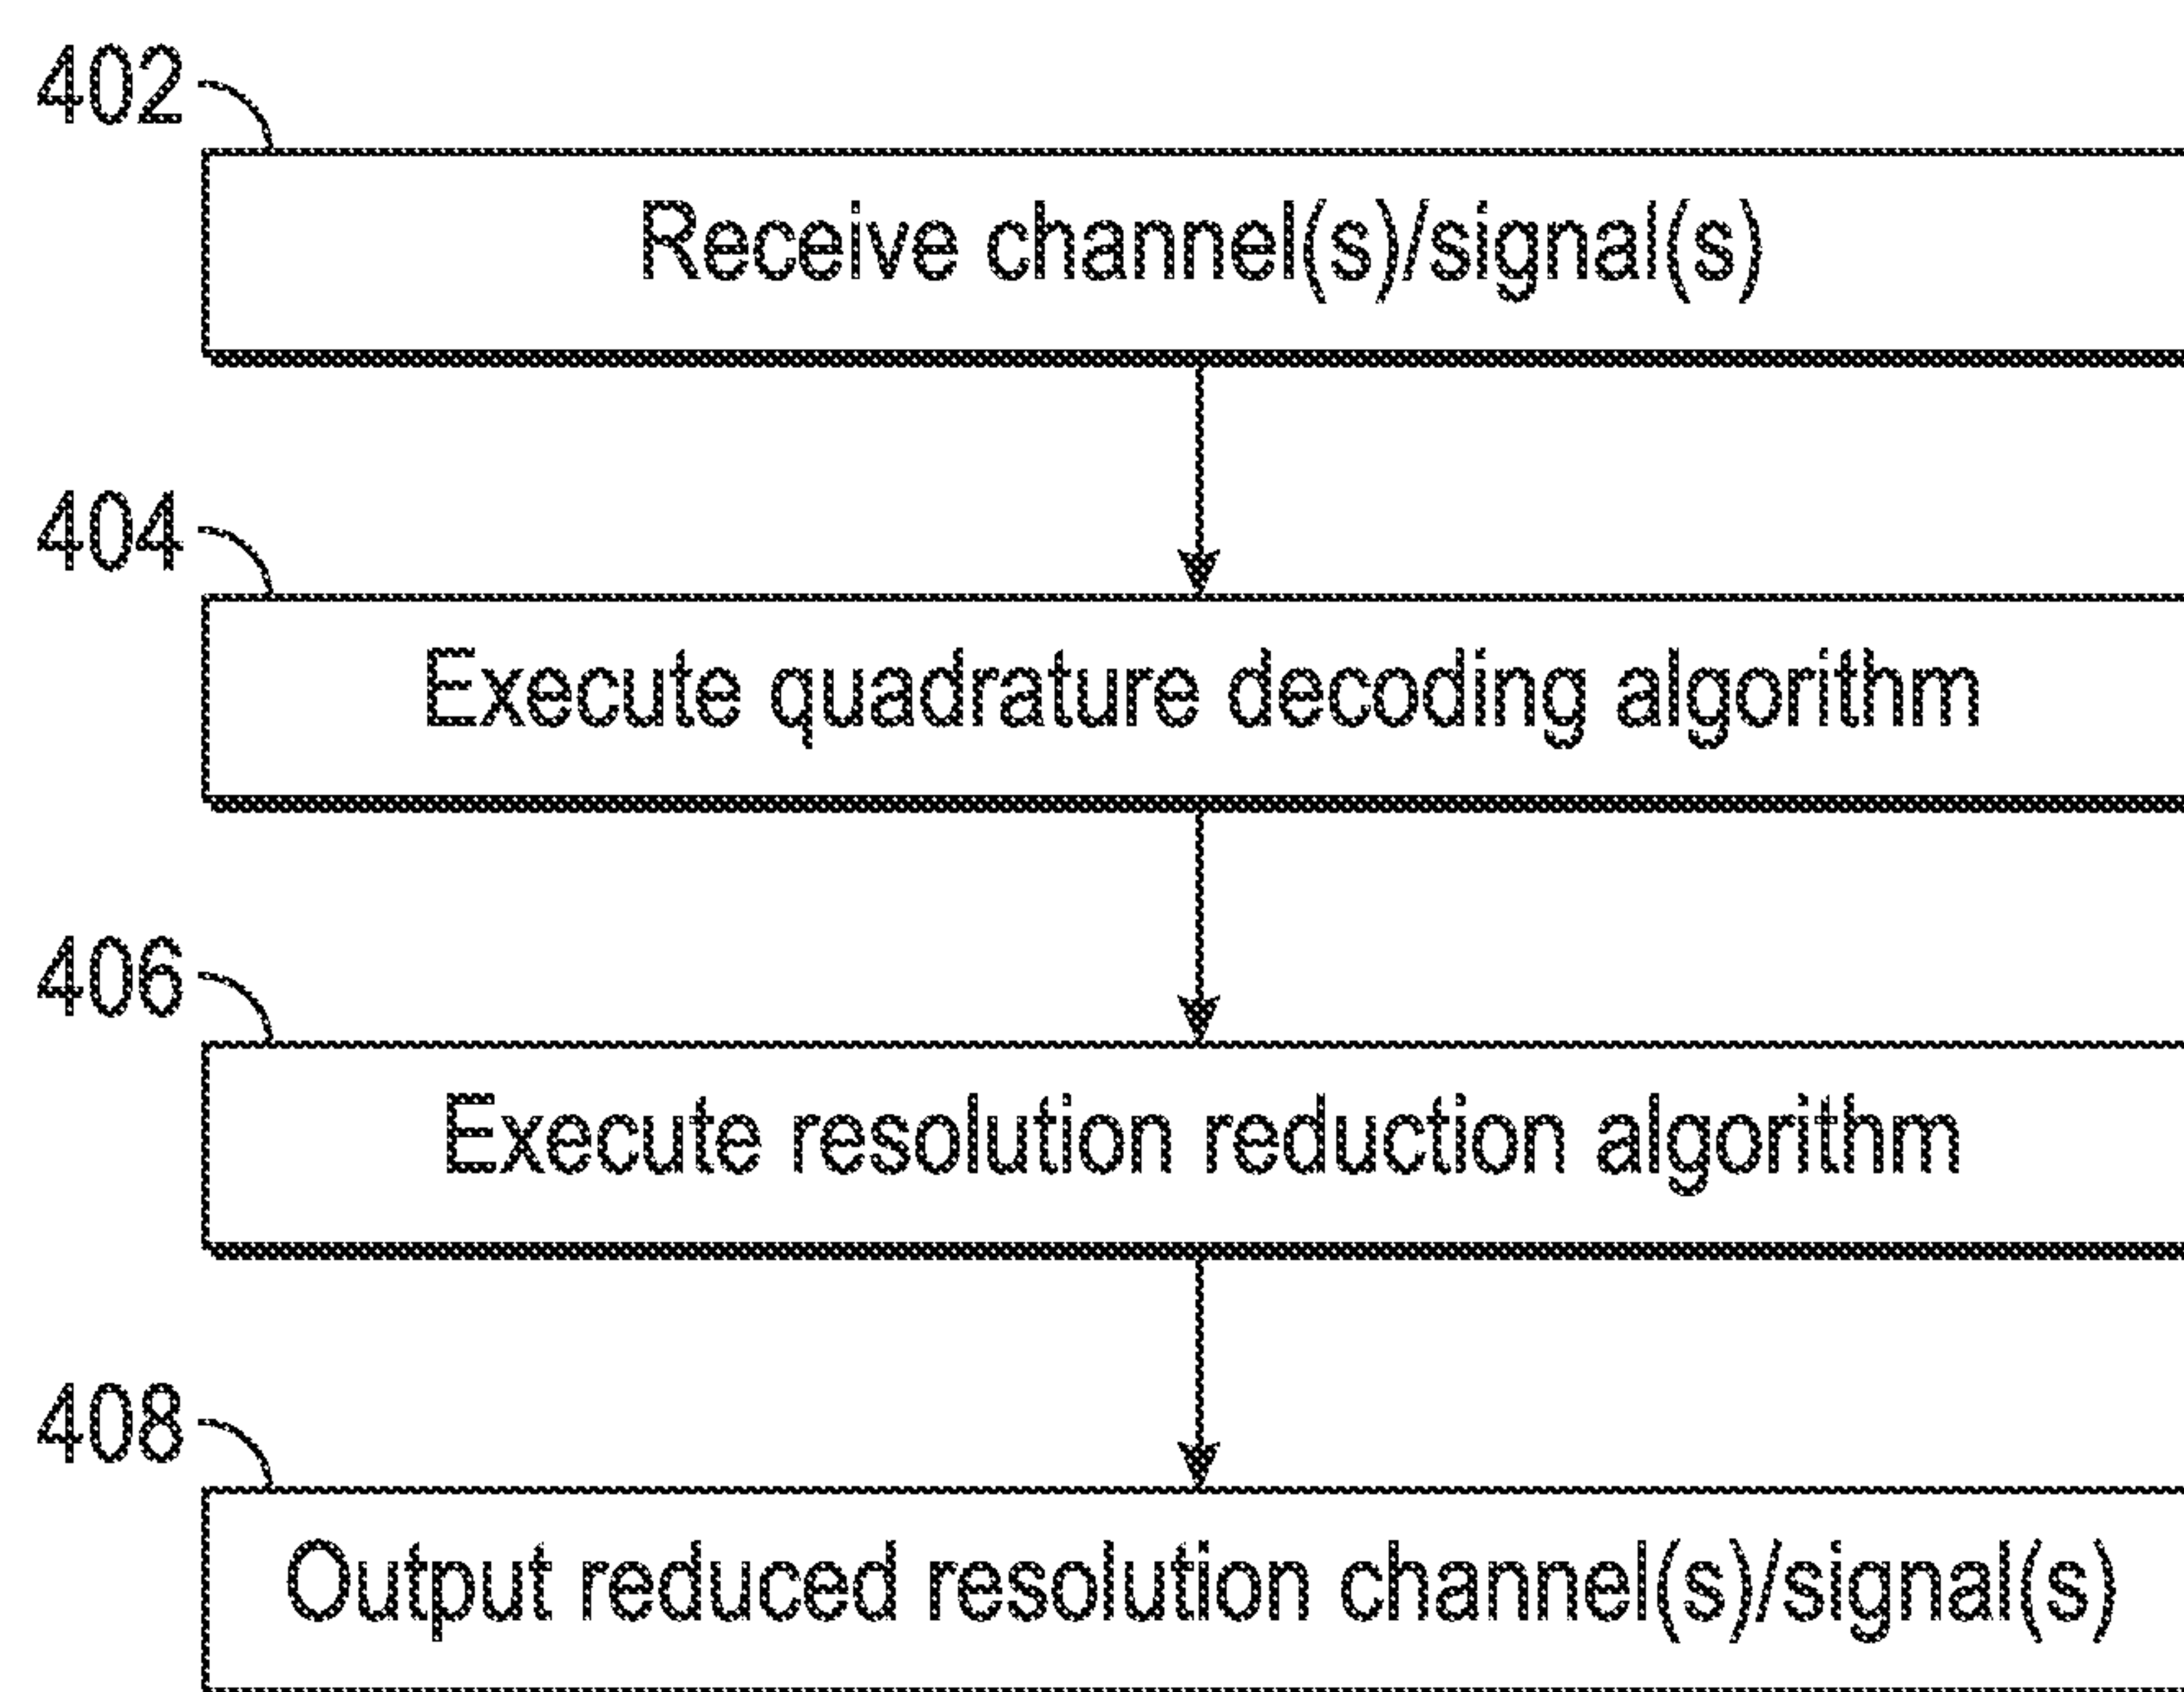 402
Receive channel(s)/signal(s)
404
Execute quadrature decoding algorithm
406
Execute resolution reduction algorithm
408
Output reduced resolution channel(s)/signal(s)